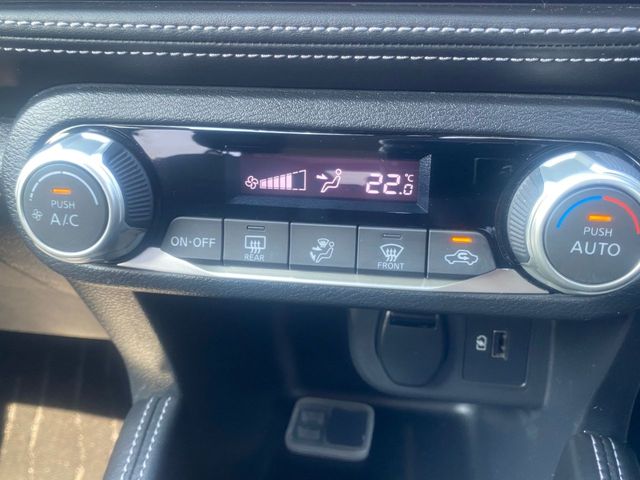 22.0°C
PUSH
A/C
ON•OFF
REAR
FRONT
PUSH
AUTO